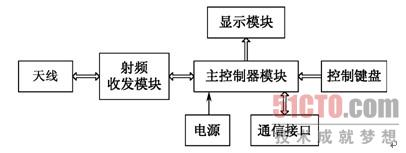 显示模块
天线
射频
收发模块
主控制器模块
控制键盘
电源
通信接口
51CTO.com
技术成就梦想